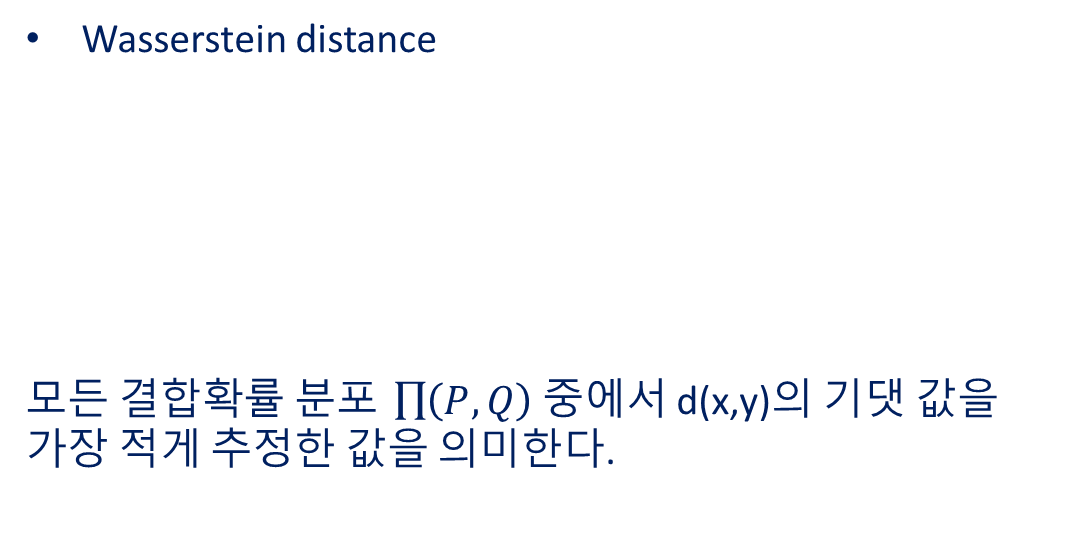 • Wasserstein distance
모든 결합확률 분포 ∏(P, Q) 중에서 d(x,y)의 기댓 값을
가장 적게 추정한 값을 의미한다.